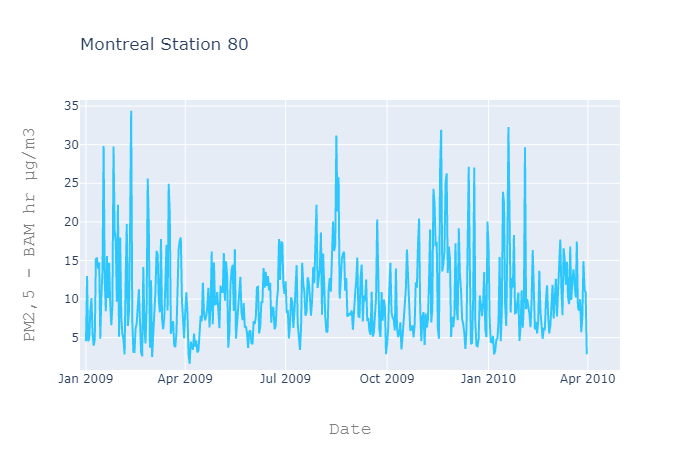 Montreal Station 80
PM2,5 - BAM hr µg/m3
35
30
25
20
15
10
5
Jan 2009
Apr 2009
Jul 2009
Oct 2009
Jan 2010
Apr 2010
Date